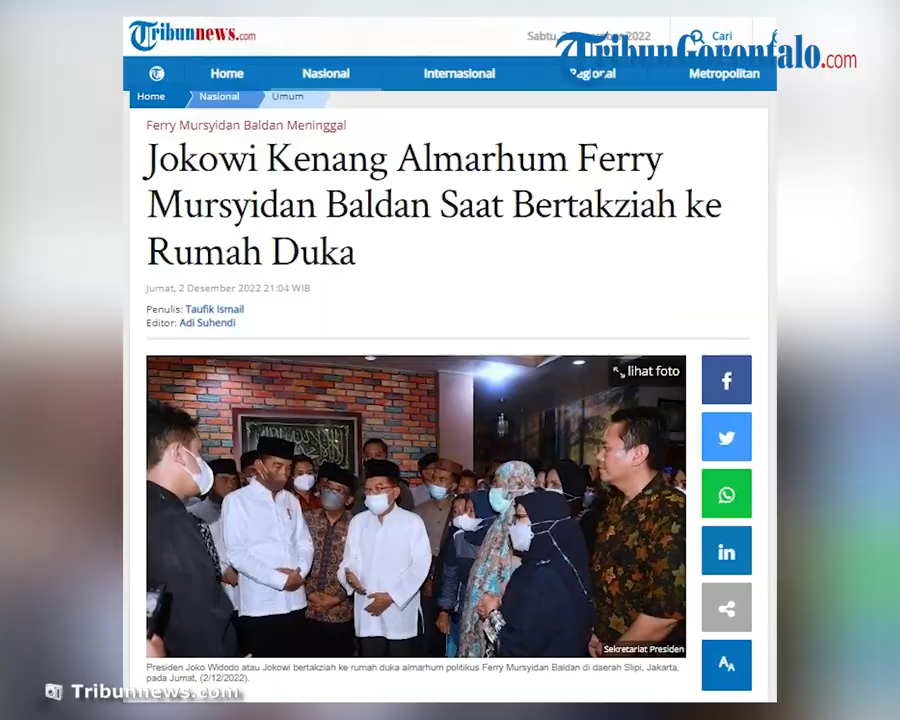 Tribunnews.com
Sabtu, 2022
Cari
TribunGorontalo.com
Home Nasional Internasional Regional Metropolitan
Home Nasional Umum
Ferry Mursyidan Baldan Meninggal
Jokowi Kenang Almarhum Ferry
Mursyidan Baldan Saat Bertakziah ke
Rumah Duka
Jumat, 2 Desember 2022 21:04 WIB
Penulis: Taufik Ismail
Editor: Adi Suhendi
lihat foto
Sekretariat Presiden
Presiden Joko Widodo atau Jokowi bertakziah ke rumah duka almarhum politikus Ferry Mursyidan Baldan di daerah Slipi, Jakarta,
pada Jumat, (2/12/2022).
Tribunnews.com